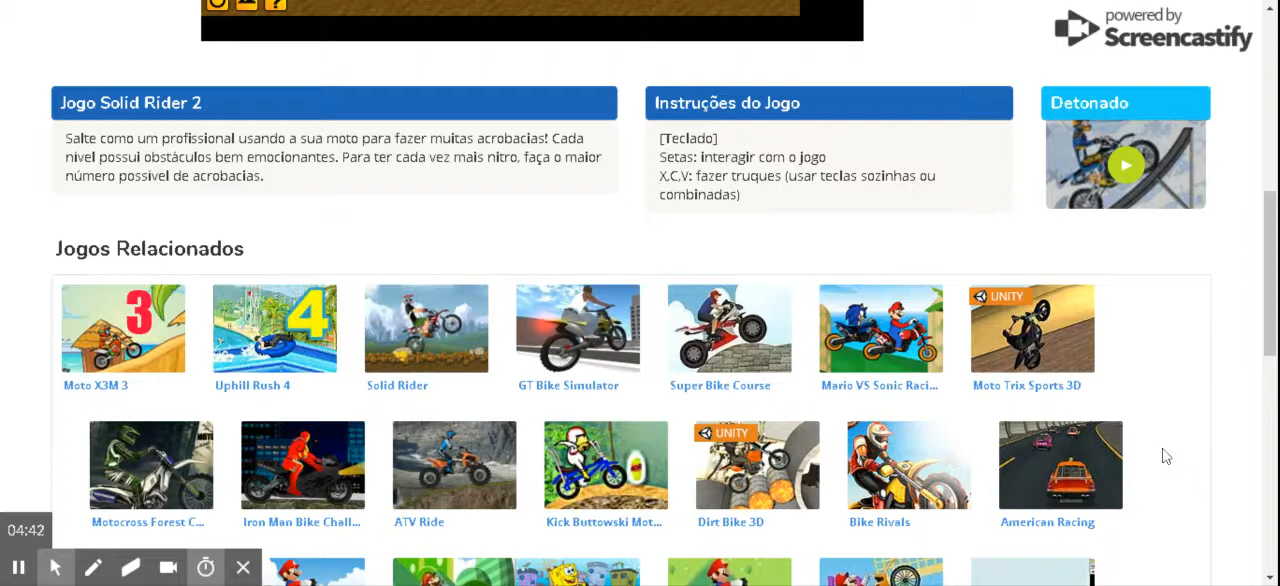 powered by
Screencastify
Jogo Solid Rider 2
Salte como um profissional usando a sua moto para fazer muitas acrobacias! Cada
nível possui obstáculos bem emocionantes. Para ter cada vez mais nitro, faça o maior
número possível de acrobacias.
Instruções do Jogo
[Teclado]
Setas: interagir com o jogo
X,C,V: fazer truques (usar teclas sozinhas ou
combinadas)
Detonado
Jogos Relacionados
3
4
UNITY
Moto X3M 3
Uphill Rush 4
Solid Rider
GT Bike Simulator
Super Bike Course
Mario VS Sonic Raci...
Moto Trix Sports 3D
UNITY
Motocross Forest C...
Iron Man Bike Chall...
ATV Ride
Kick Buttowski Mot...
Dirt Bike 3D
Bike Rivals
American Racing
04:42